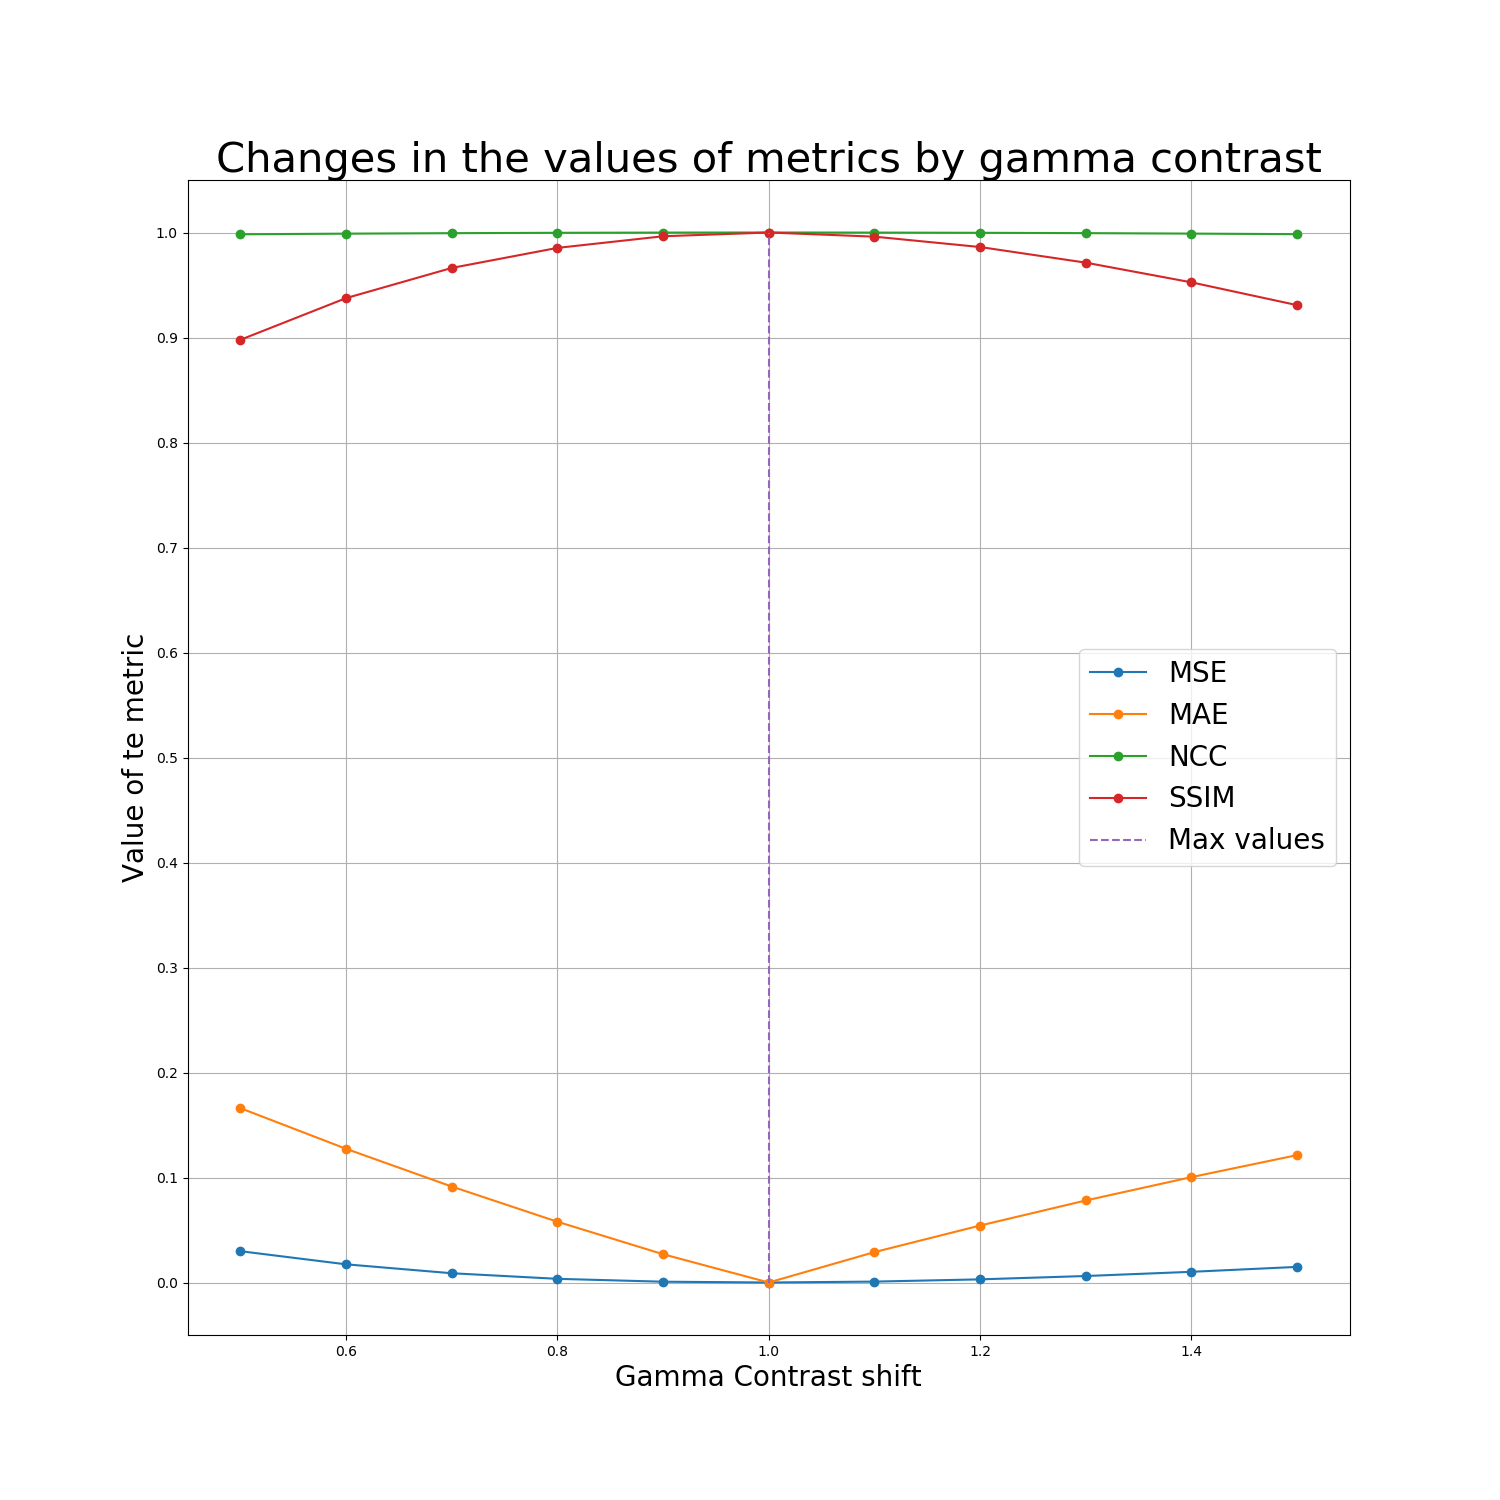 Changes in the values of metrics by gamma contrast
1.0
0.9
0.8
0.7
0.6
0.5
0.4
0.3
0.2
0.1
0.0
Value of te metric
MSE
MAE
NCC
SSIM
Max values
0.6 0.8 1.0 1.2 1.4
Gamma Contrast shift